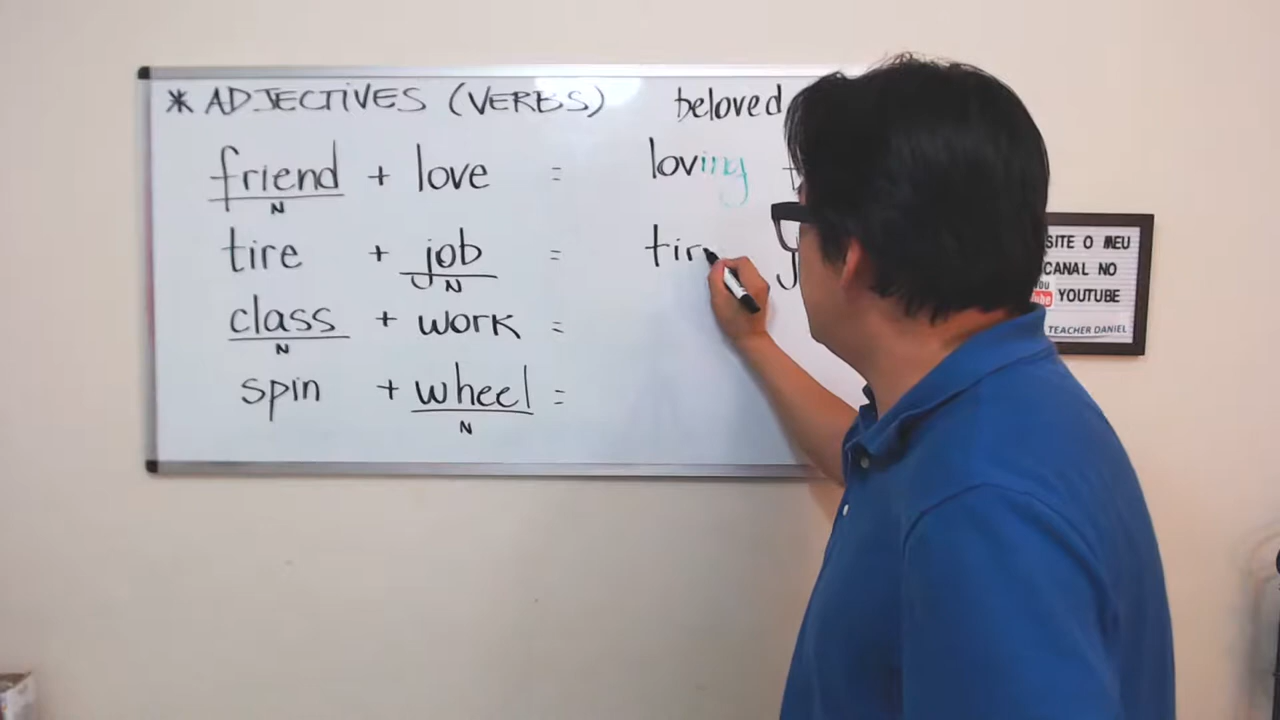 * ADJECTIVES (VERBS) beloved
friend + love = loving
N
tire + job = tir
N
class + work =
N
spin + wheel =
N
SITE O MEU
CANAL NO
YOUTUBE
TEACHER DANIEL